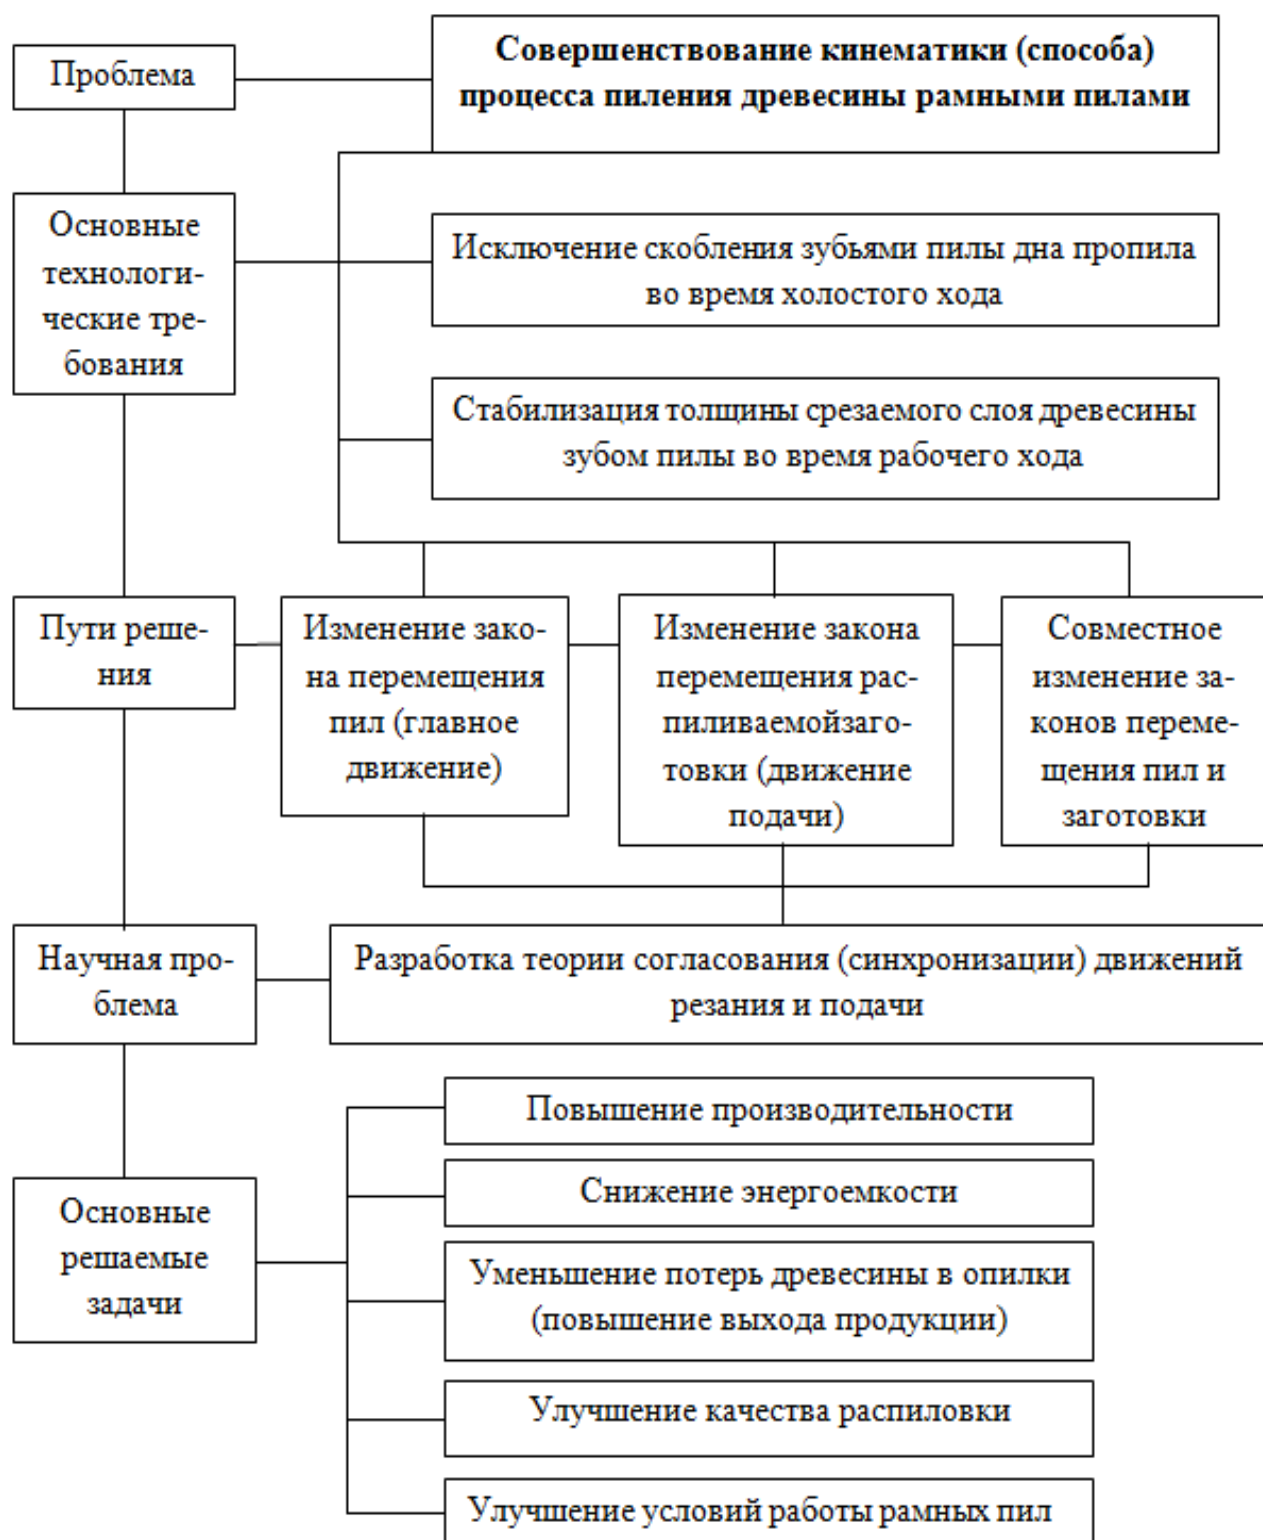 Проблема
Совершенствование кинематики (способа)
процесса пиления древесины рамными пилами
Основные
технологи-
ческие тре-
бования
Исключение скобления зубьями пилы дна пропила
во время холостого хода
Стабилизация толщины срезаемого слоя древесины
зубом пилы во время рабочего хода
Пути реше-
ния
Изменение зако-
на перемещения
пил (главное
движение)
Изменение закона
перемещения рас-
пиливаемойзаго-
товки (движение
подачи)
Совместное
изменение за-
конов переме-
щения пил и
заготовки
Научная про-
блема
Разработка теории согласования (синхронизации) движений
резания и подачи
Основные
решаемые
задачи
Повышение производительности
Снижение энергоемкости
Уменьшение потерь древесины в опилки
(повышение выхода продукции)
Улучшение качества распиловки
Улучшение условий работы рамных пил